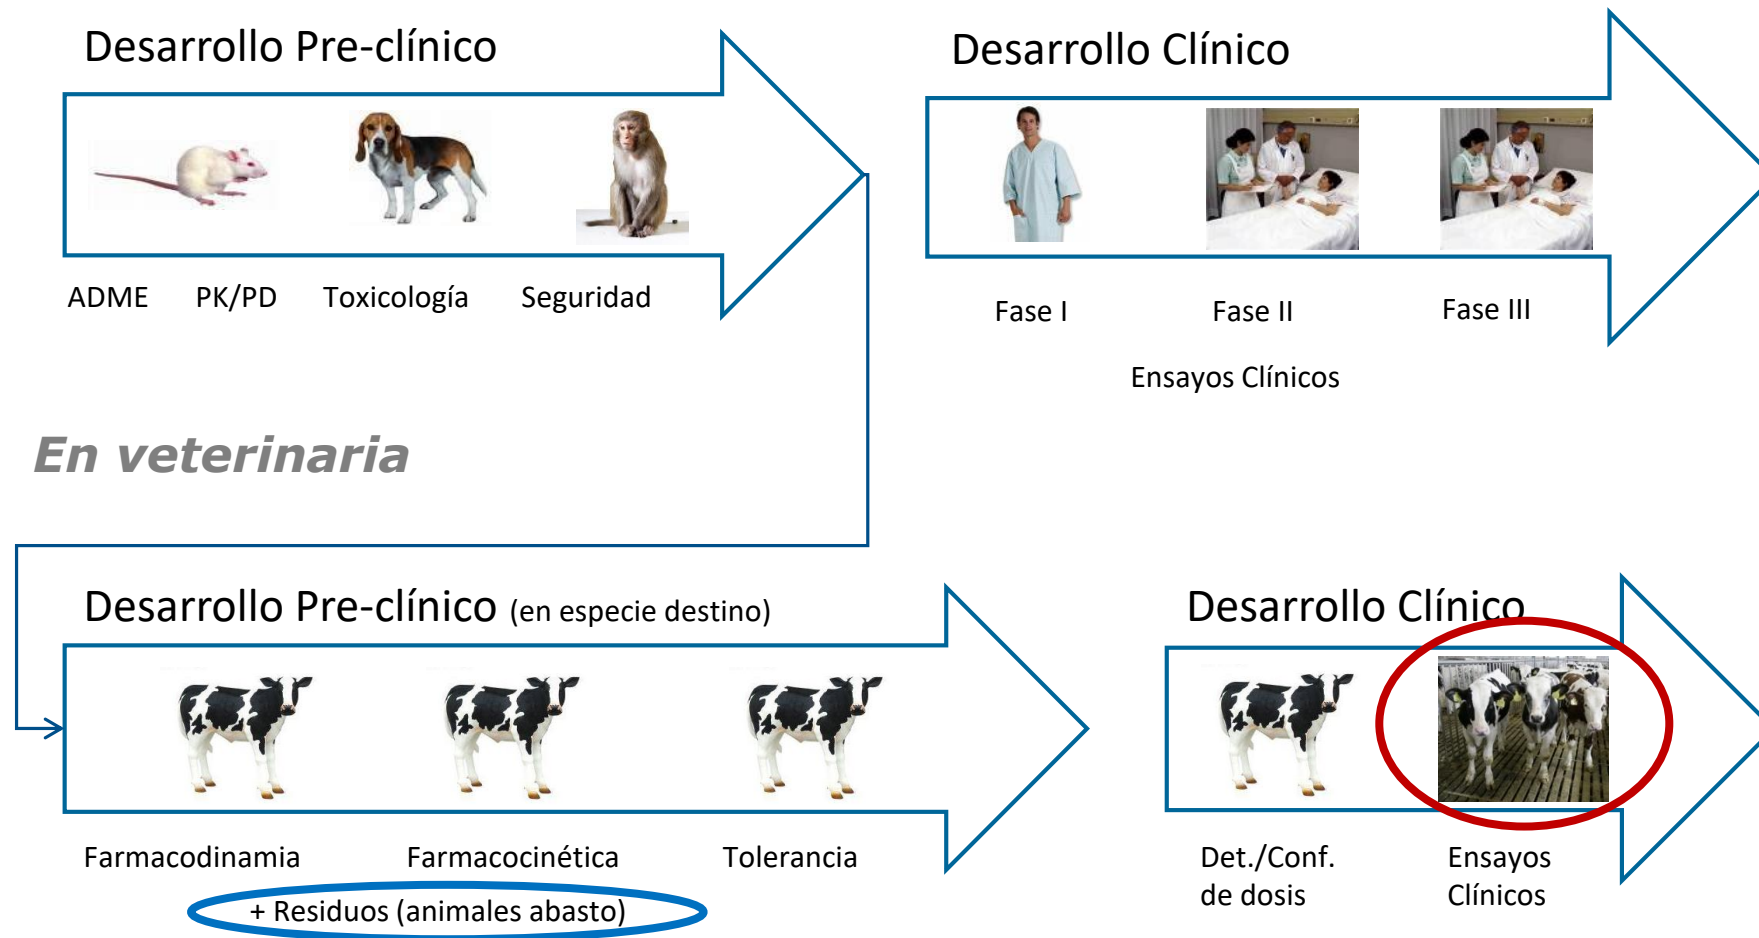 Desarrollo Pre-clínico
Desarrollo Clínico
ADME PK/PD Toxicología Seguridad
Fase I Fase II Fase III
Ensayos Clínicos
En veterinaria
Desarrollo Pre-clínico (en especie destino)
Desarrollo Clínico
Farmacodinamia Farmacocinética Tolerancia
+ Residuos (animales abasto)
Det./Conf.
de dosis
Ensayos
Clínicos